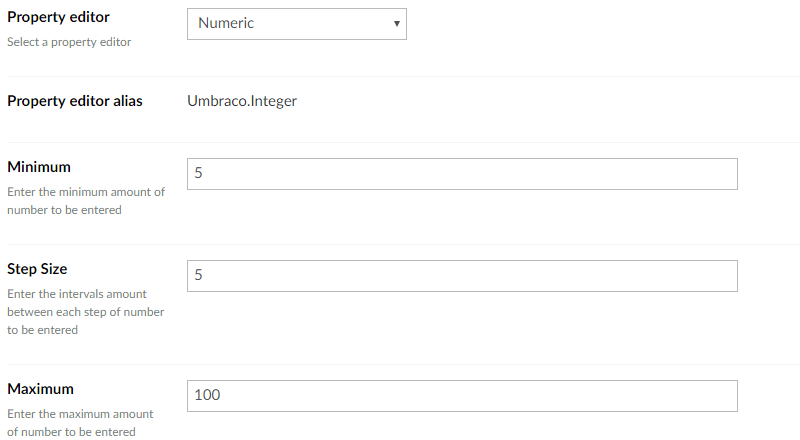 Property editor
Numeric
Select a property editor
Property editor alias
Umbraco.Integer
Minimum
5
Enter the minimum amount of
number to be entered
Step Size
5
Enter the intervals amount
between each step of number
to be entered
Maximum
100
Enter the maximum amount
of number to be entered